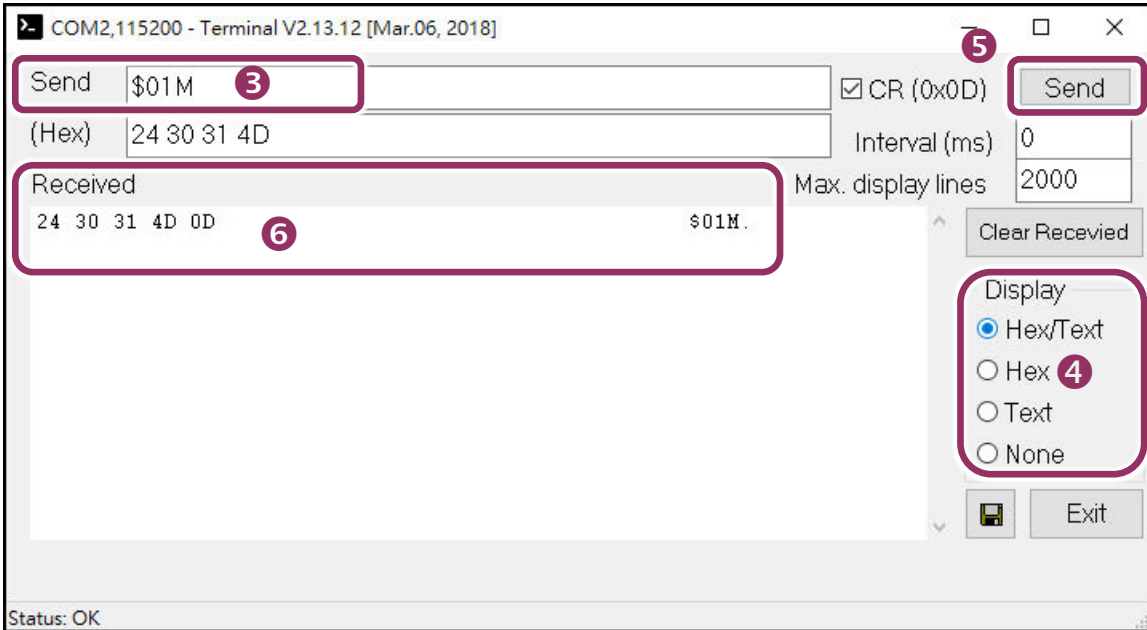 COM2,115200 - Terminal V2.13.12 [Mar.06, 2018]
5
Send $01M 3 CR (0x0D) Send
(Hex) 24 30 31 4D Interval (ms) 0
Received Max. display lines 2000
24 30 31 4D 0D 6 $01M. Clear Recevied
Display
Hex/Text
Hex 4
Text
None
Exit
Status: OK